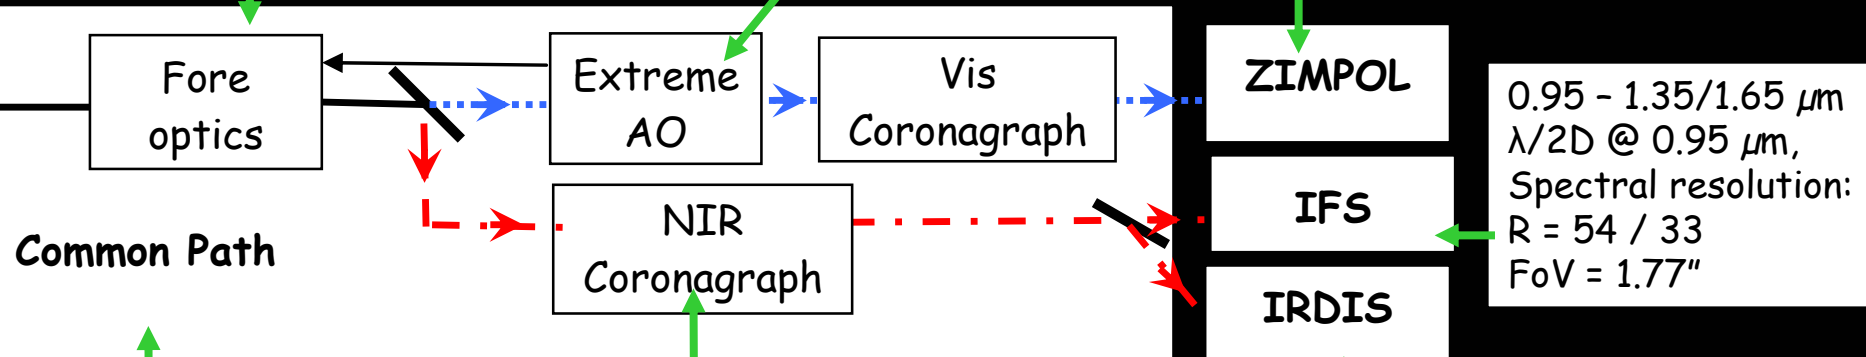 Fore
optics
Extreme
AO
Vis
Coronagraph
ZIMPOL
0.95 – 1.35/1.65 μm
λ/2D @ 0.95 μm,
Spectral resolution:
R = 54 / 33
FoV = 1.77"
IFS
NIR
Coronagraph
Common Path
IRDIS